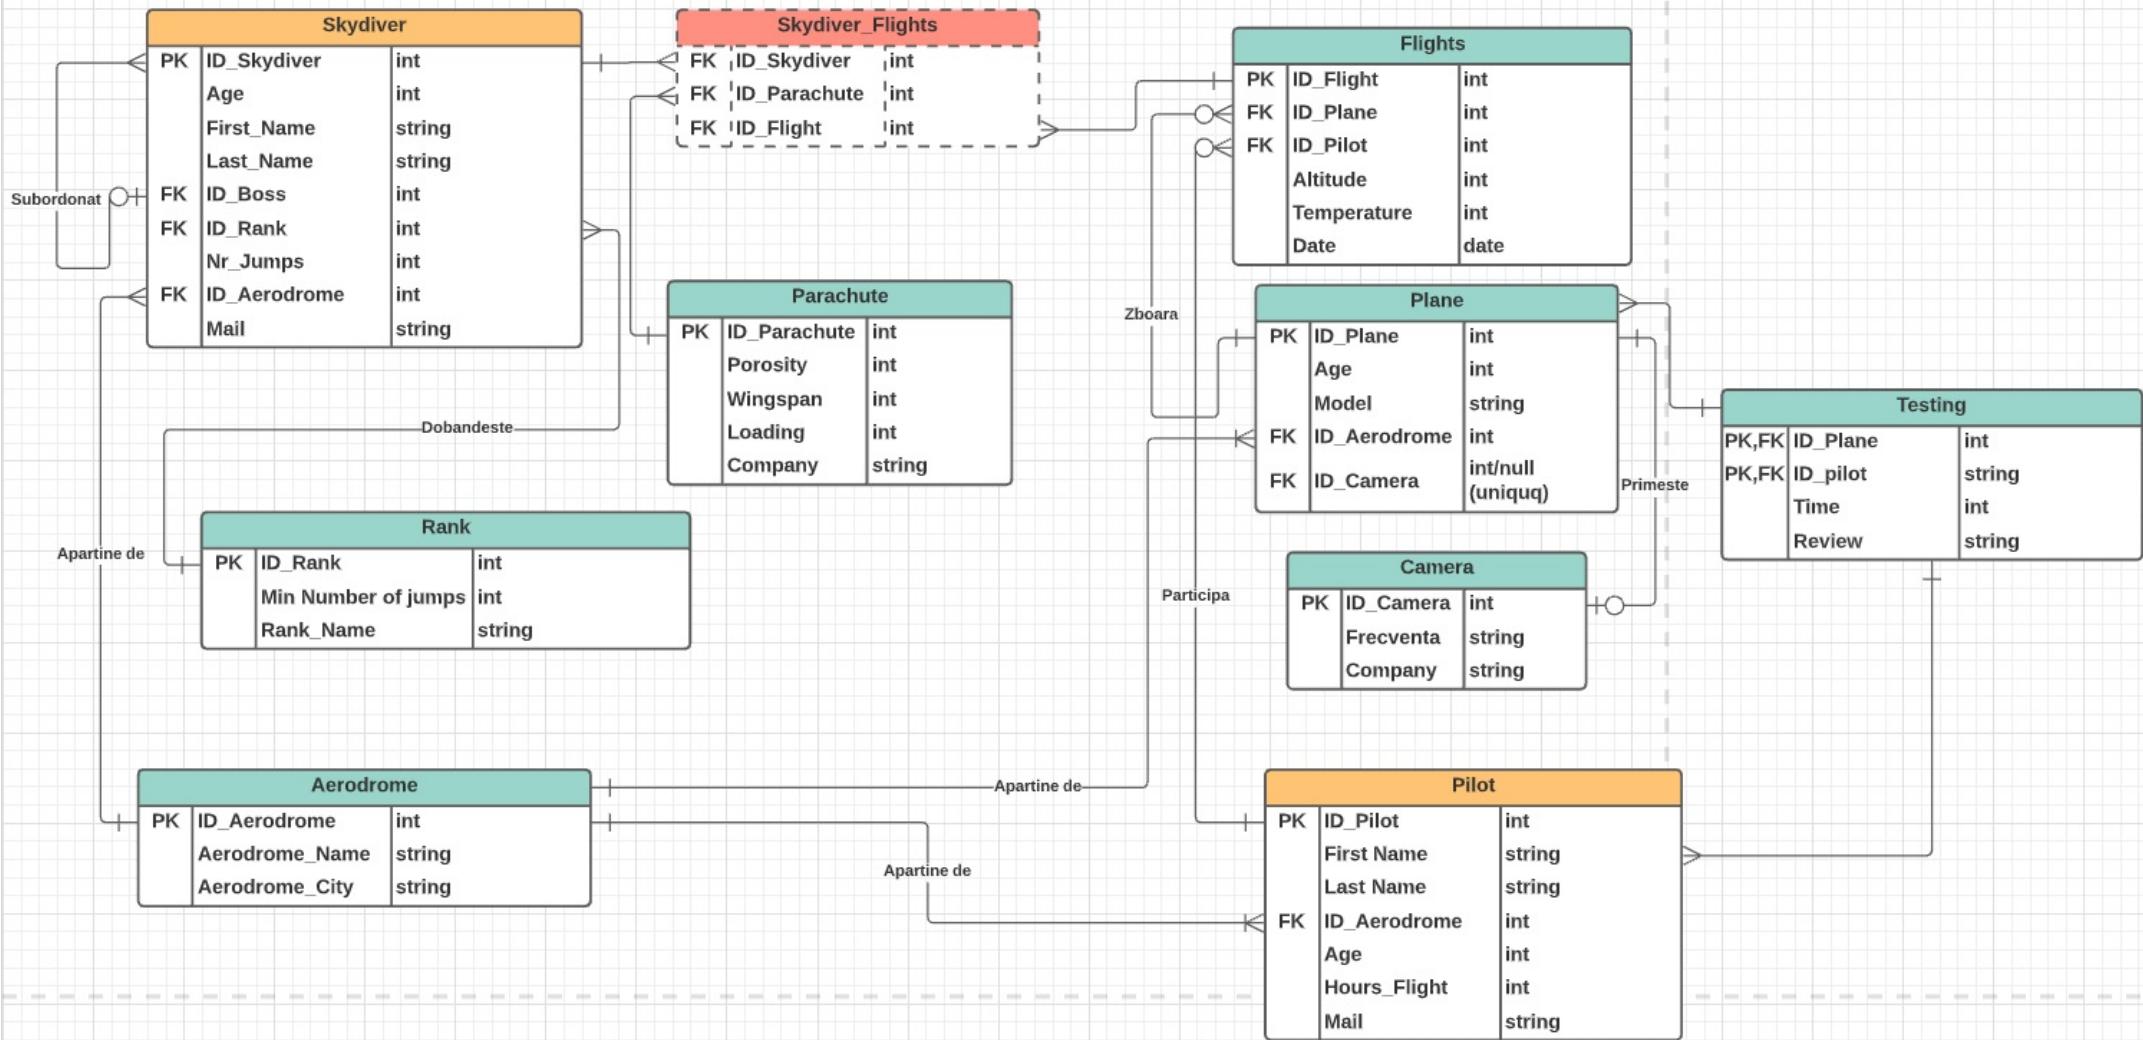 Skydiver
PK ID_Skydiver int
Age int
First_Name string
Last_Name string
FK ID_Boss int
FK ID_Rank int
Nr_Jumps int
FK ID_Aerodrome int
Mail string
Subordonat
Skydiver_Flights
FK ID_Skydiver int
FK ID_Parachute int
FK ID_Flight int
Flights
PK ID_Flight int
FK ID_Plane int
FK ID_Pilot int
Altitude int
Temperature int
Date date
Parachute
PK ID_Parachute int
Porosity int
Wingspan int
Loading int
Company string
Zboara
Plane
PK ID_Plane int
Age int
Model string
FK ID_Aerodrome int
FK ID_Camera int/null
(uniquq)
Primeste
Testing
PK,FK ID_Plane int
PK,FK ID_pilot string
Time int
Review string
Dobandeste
Rank
PK ID_Rank int
Min Number of jumps int
Rank_Name string
Apartine de
Camera
PK ID_Camera int
Frecventa string
Company string
Participa
Aerodrome
PK ID_Aerodrome int
Aerodrome_Name string
Aerodrome_City string
Apartine de
Apartine de
Pilot
PK ID_Pilot int
First Name string
Last Name string
FK ID_Aerodrome int
Age int
Hours_Flight int
Mail string